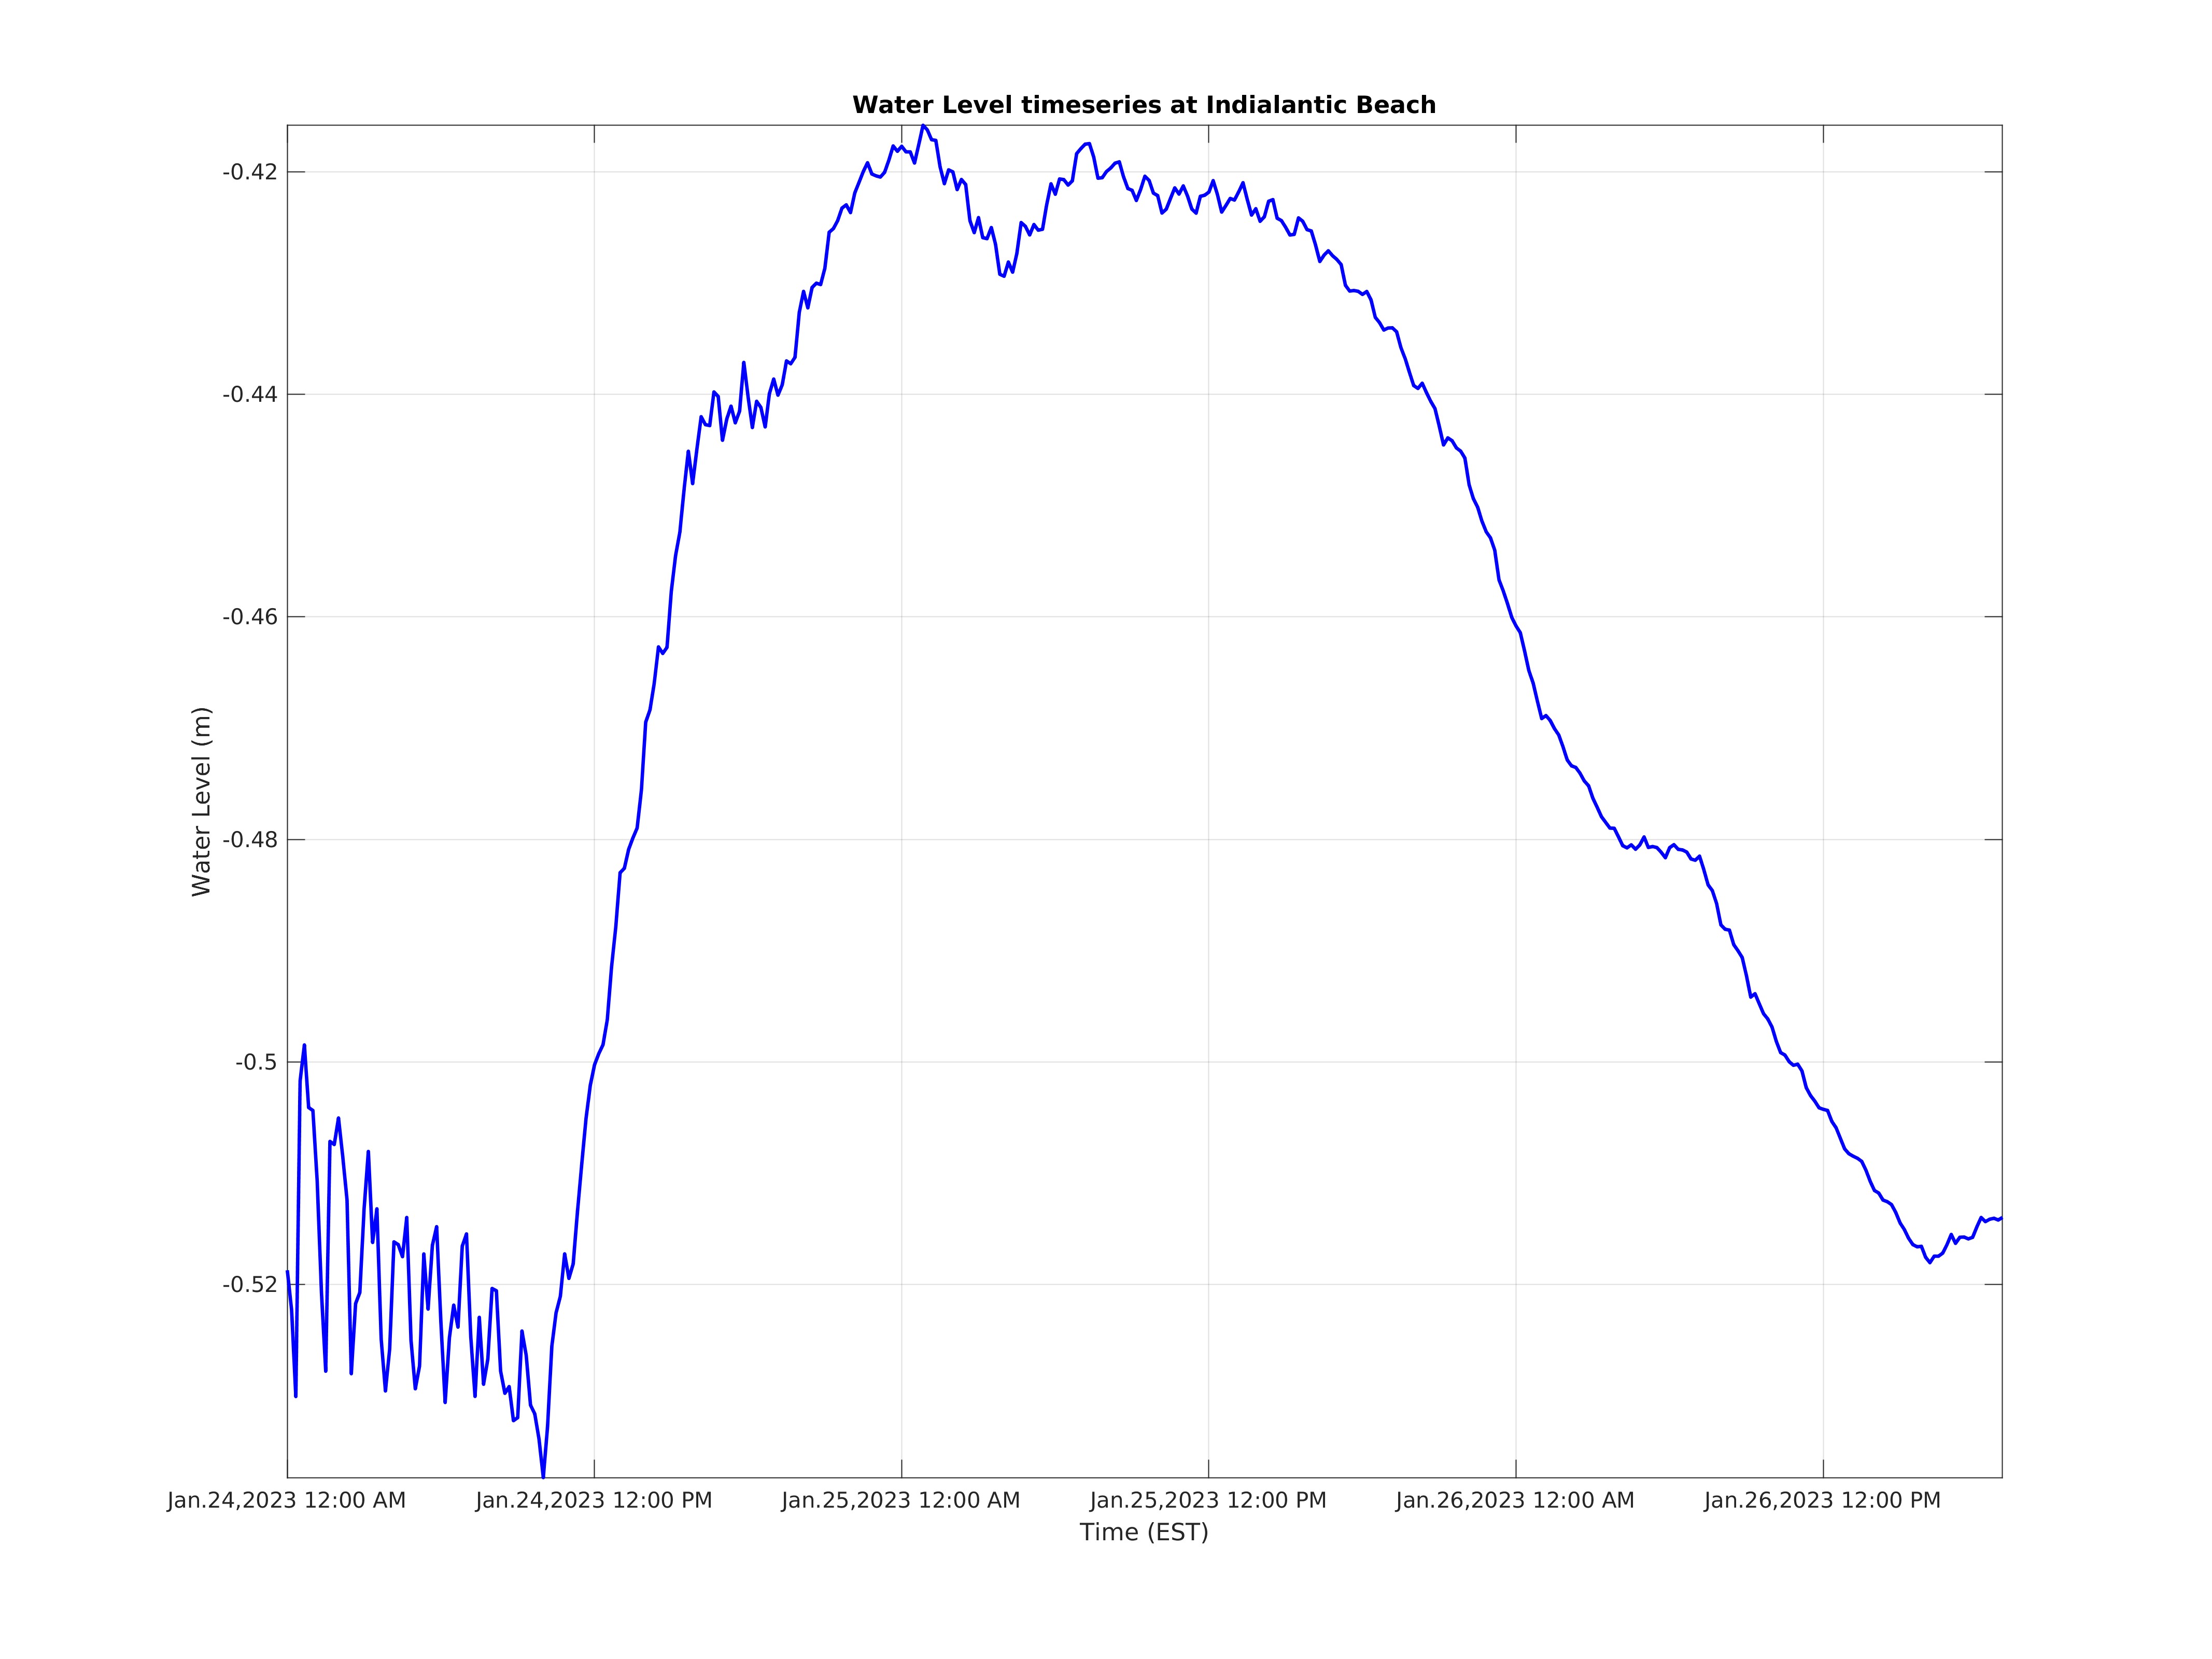 Water Level timeseries at Indialantic Beach
-0.42
-0.44
-0.46
-0.48
-0.5
-0.52
Water Level (m)
Jan.24,2023 12:00 AM
Jan.24,2023 12:00 PM
Jan.25,2023 12:00 AM
Jan.25,2023 12:00 PM
Jan.26,2023 12:00 AM
Jan.26,2023 12:00 PM
Time (EST)